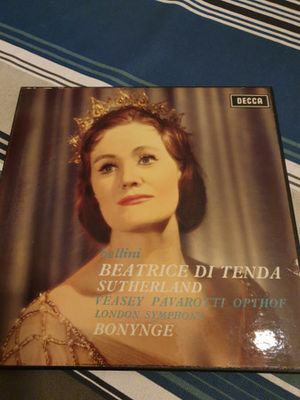 DECCA
Bellini
BEATRICE DI TENDA
SUTHERLAND
VEASEY PAVAROTTI OPTHOF
LONDON SYMPHONY
BONYNGE